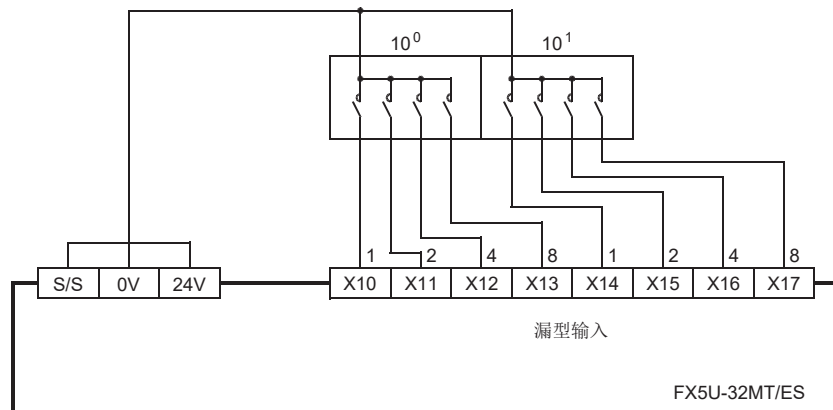 10⁰ 10¹
1 2 4 8 1 2 4 8
S/S 0V 24V X10 X11 X12 X13 X14 X15 X16 X17
漏型输入
FX5U-32MT/ES